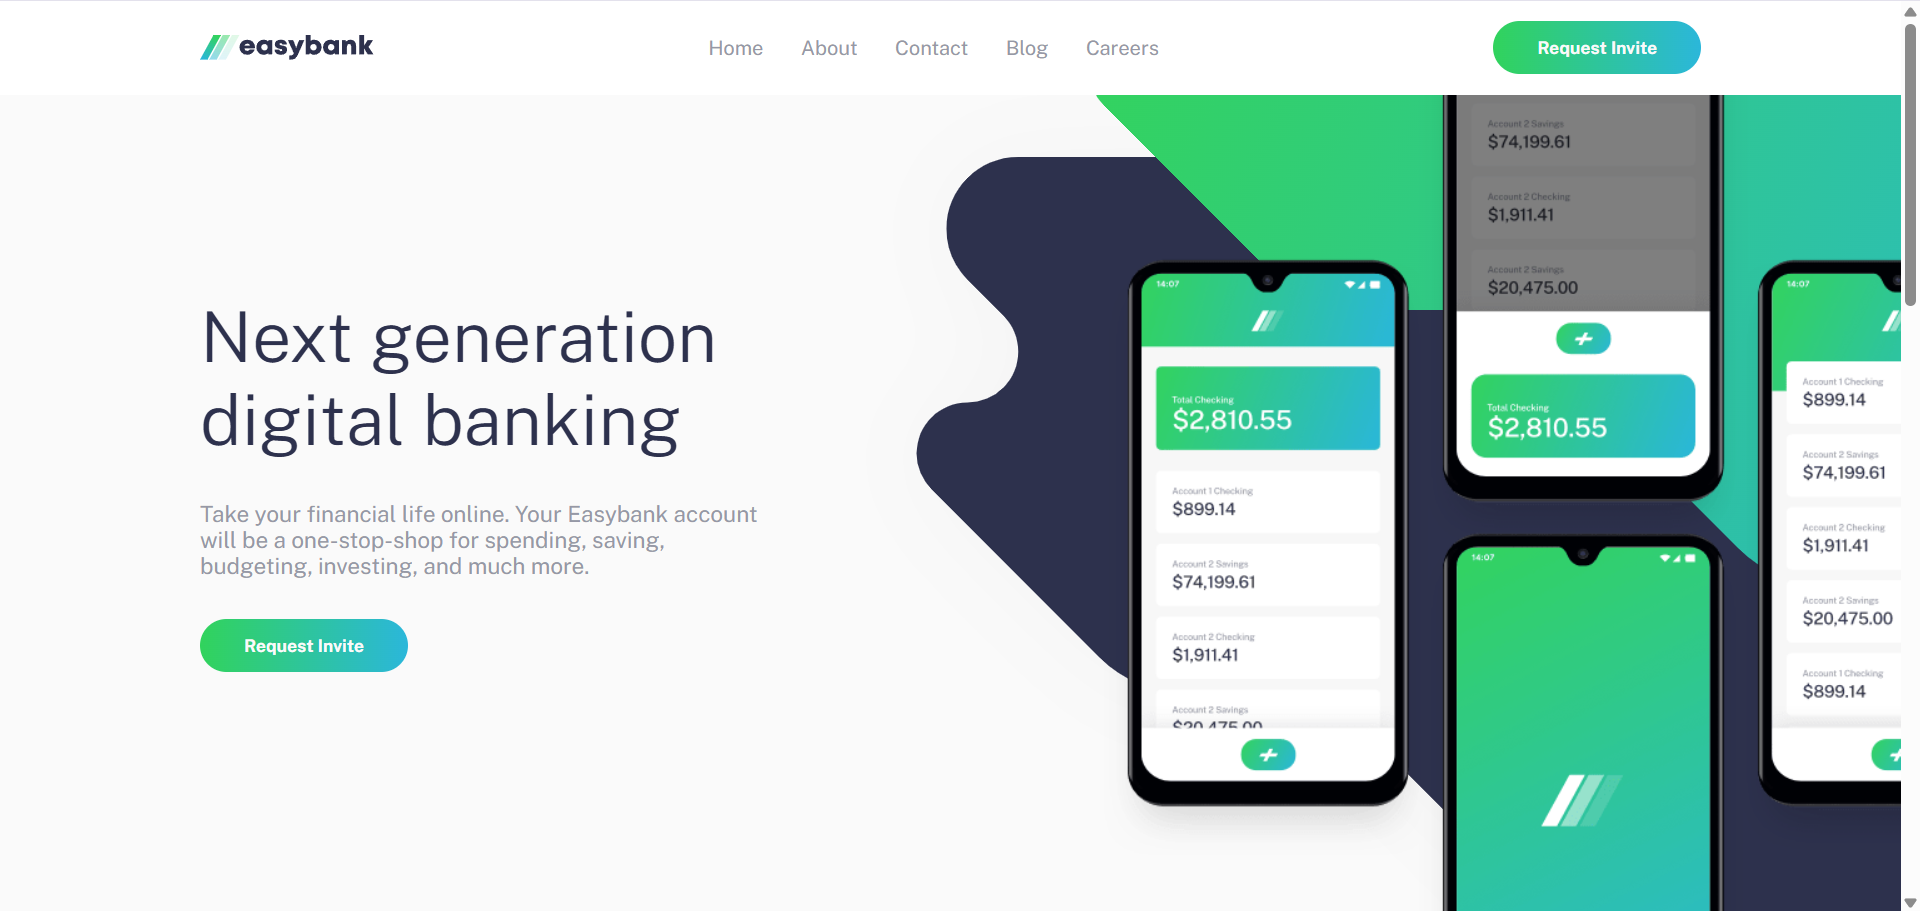 easybank
Home
About
Contact
Blog
Careers
Request Invite
Next generation
digital banking
Take your financial life online. Your Easybank account
will be a one-stop-shop for spending, saving,
budgeting, investing, and much more.
Request Invite
14:07
Total Checking
$2,810.55
Account 1 Checking
$899.14
Account 2 Savings
$74,199.61
Account 2 Checking
$1,911.41
Account 2 Savings
$20,475.00
Account 2 Savings
$74,199.61
Account 2 Checking
$1,911.41
Account 2 Savings
$20,475.00
Total Checking
$2,810.55
14:07
14:07
Account 1 Checking
$899.14
Account 2 Savings
$74,199.61
Account 2 Checking
$1,911.41
Account 2 Savings
$20,475.00
Account 1 Checking
$899.14